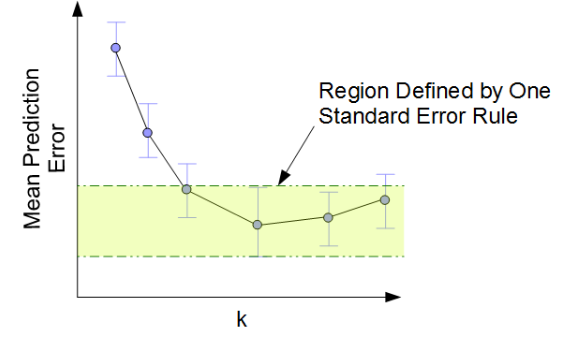 Mean Prediction
Error
Region Defined by One
Standard Error Rule
k